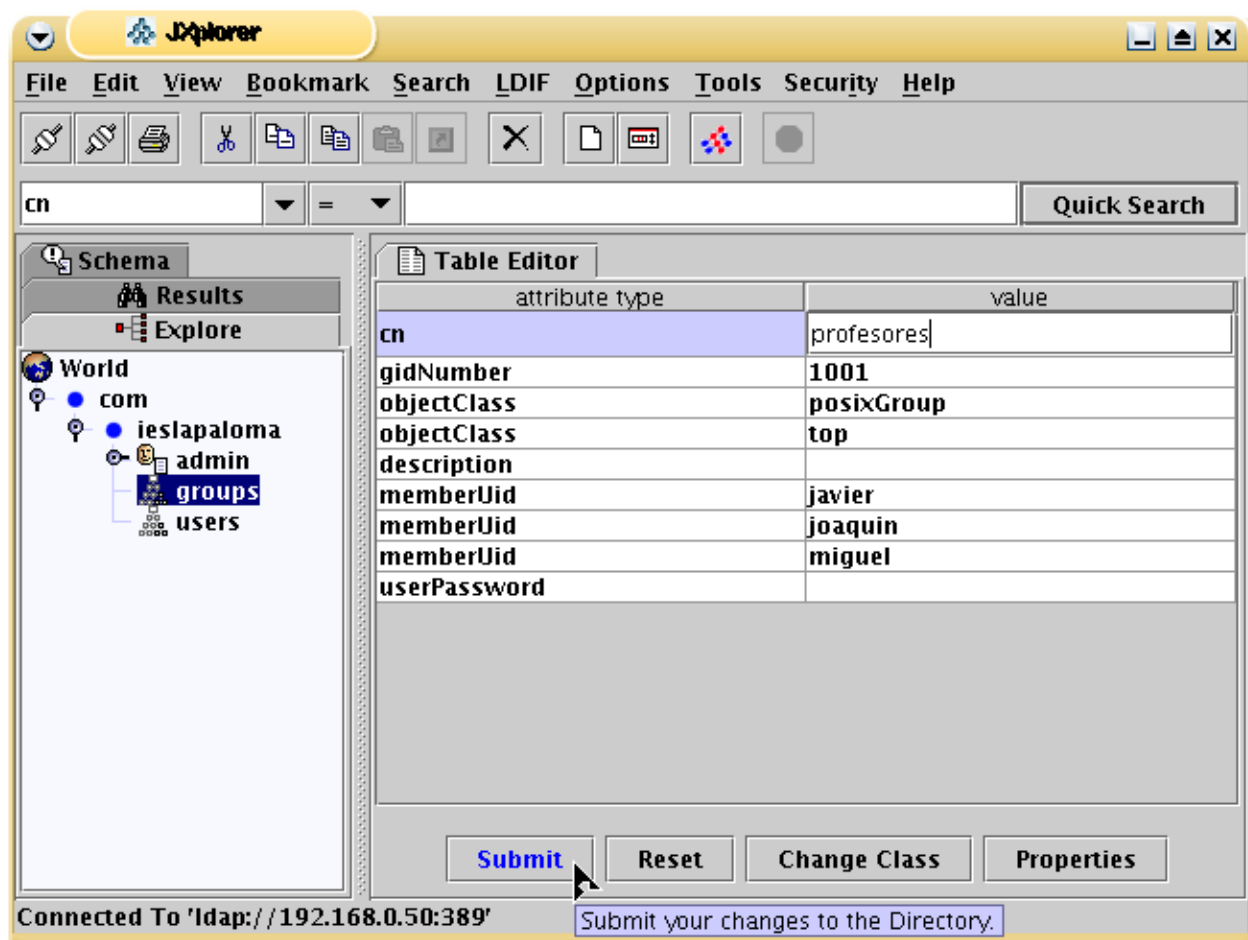 JXplorer
File Edit View Bookmark Search LDIF Options Tools Security Help
cn = Quick Search
Schema
Results
Explore
World
com
ieslapaloma
admin
groups
users
Table Editor
attribute type value
cn profesores
gidNumber 1001
objectClass posixGroup
objectClass top
description
memberUid javier
memberUid joaquin
memberUid miguel
userPassword
Submit Reset Change Class Properties
Connected To 'ldap://192.168.0.50:389'
Submit your changes to the Directory.